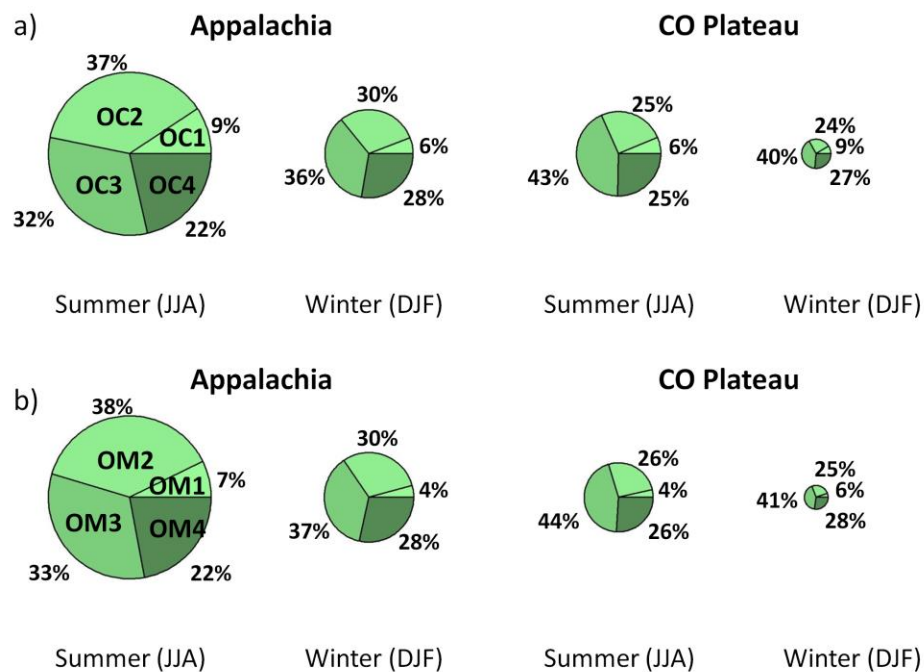 a)
Appalachia
CO Plateau
37%
OC2
OC1
9%
OC3
OC4
32%
22%
30%
6%
36%
28%
25%
6%
43%
25%
24%
9%
40%
27%
Summer (JJA)
Winter (DJF)
Summer (JJA)
Winter (DJF)
b)
Appalachia
CO Plateau
38%
OM2
OM1
7%
OM3
OM4
33%
22%
30%
4%
37%
28%
26%
4%
44%
26%
25%
6%
41%
28%
Summer (JJA)
Winter (DJF)
Summer (JJA)
Winter (DJF)